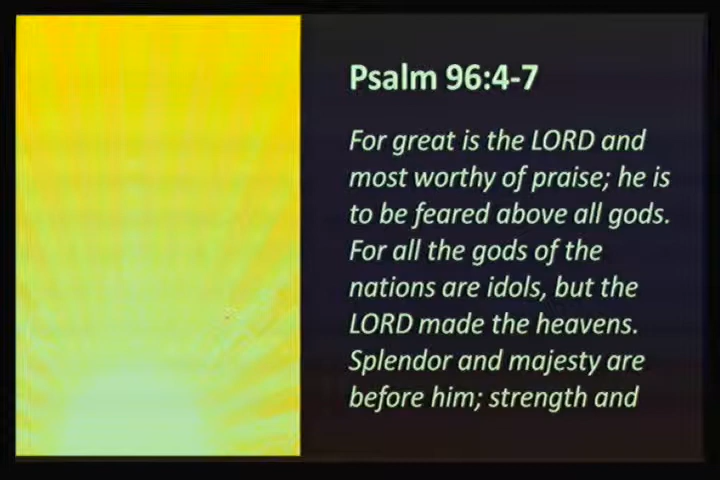 Psalm 96:4-7
For great is the LORD and
most worthy of praise; he is
to be feared above all gods.
For all the gods of the
nations are idols, but the
LORD made the heavens.
Splendor and majesty are
before him; strength and